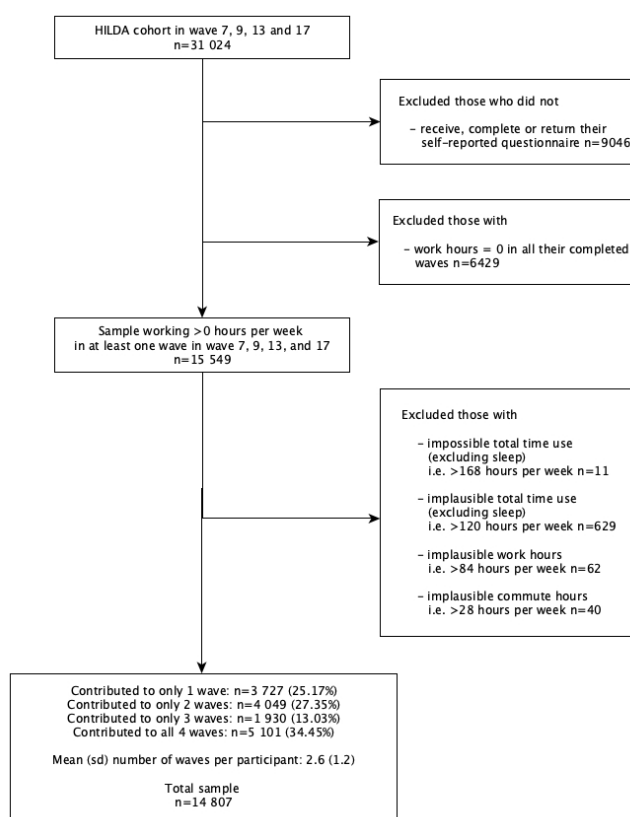 HILDA cohort in wave 7, 9, 13 and 17
n=31 024
Excluded those who did not
– receive, complete or return their
self-reported questionnaire n=9046
Excluded those with
– work hours = 0 in all their completed
waves n=6429
Sample working >0 hours per week
in at least one wave in wave 7, 9, 13, and 17
n=15 549
Excluded those with
– impossible total time use
(excluding sleep)
i.e. >168 hours per week n=11
– implausible total time use
(excluding sleep)
i.e. >120 hours per week n=629
– implausible work hours
i.e. >84 hours per week n=62
– implausible commute hours
i.e. >28 hours per week n=40
Contributed to only 1 wave: n=3 727 (25.17%)
Contributed to only 2 waves: n=4 049 (27.35%)
Contributed to only 3 waves: n=1 930 (13.03%)
Contributed to all 4 waves: n=5 101 (34.45%)
Mean (sd) number of waves per participant: 2.6 (1.2)
Total sample
n=14 807